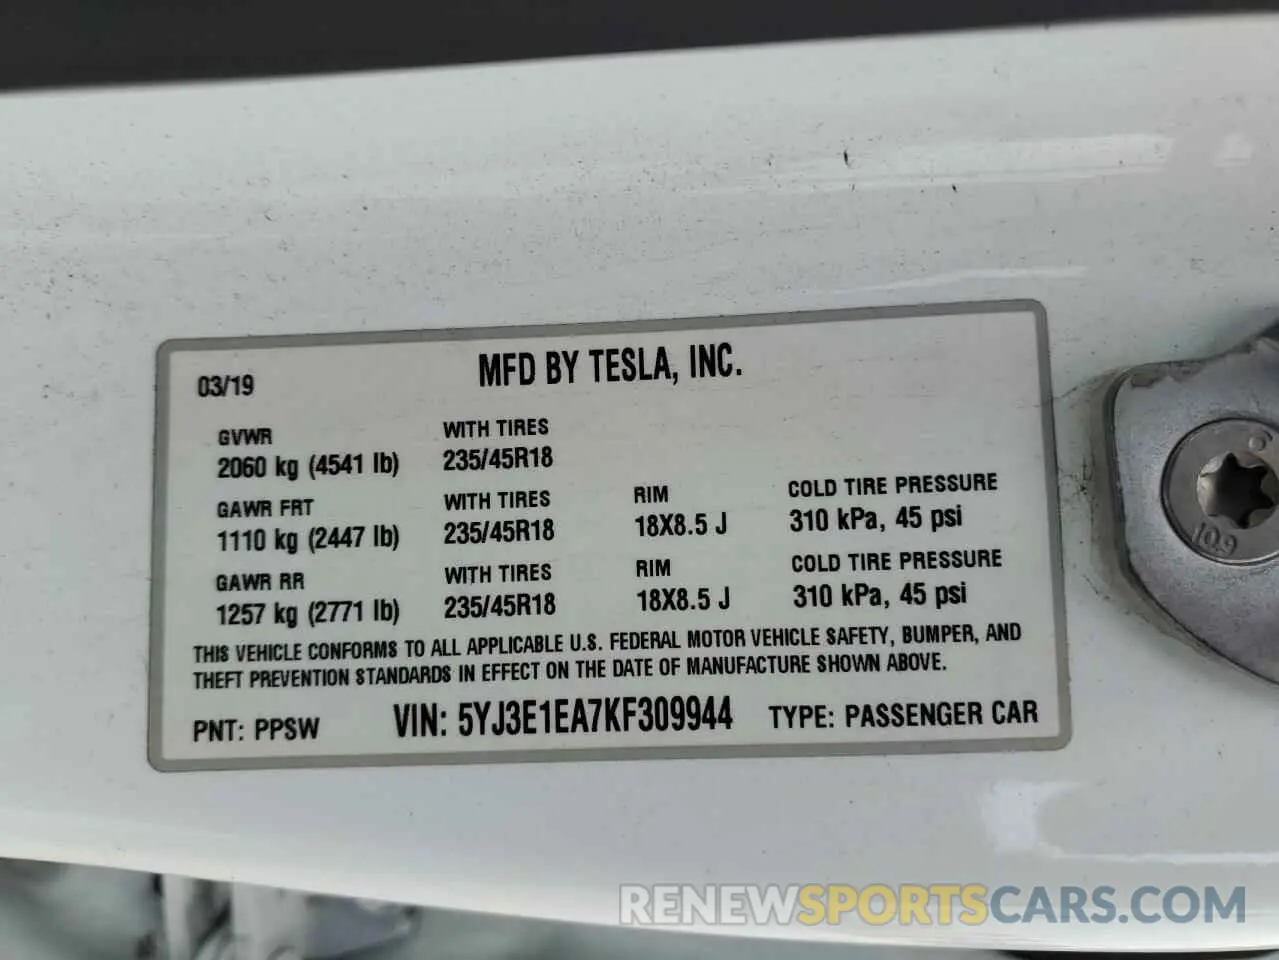 MFD BY TESLA, INC.
03/19
GVWR WITH TIRES
2060 kg (4541 lb) 235/45R18
GAWR FRT WITH TIRES RIM COLD TIRE PRESSURE
1110 kg (2447 lb) 235/45R18 18X8.5 J 310 kPa, 45 psi
GAWR RR WITH TIRES RIM COLD TIRE PRESSURE
1257 kg (2771 lb) 235/45R18 18X8.5 J 310 kPa, 45 psi
THIS VEHICLE CONFORMS TO ALL APPLICABLE U.S. FEDERAL MOTOR VEHICLE SAFETY, BUMPER, AND
THEFT PREVENTION STANDARDS IN EFFECT ON THE DATE OF MANUFACTURE SHOWN ABOVE.
PNT: PPSW VIN: 5YJ3E1EA7KF309944 TYPE: PASSENGER CAR
10.9
RENEWSPORTSCARS.COM